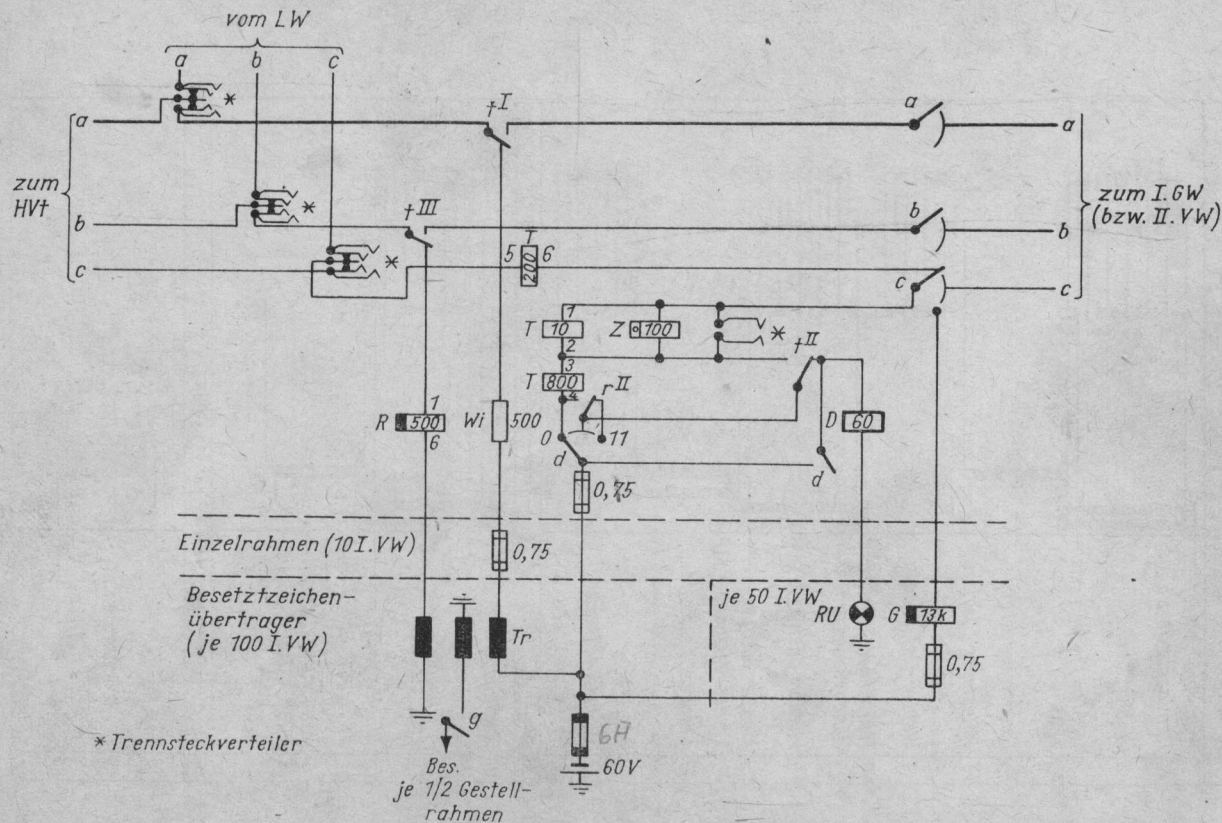 vom LW
a b c
*
a
†I
a
a
zum
HVt
zum I. GW
(bzw. II. VW)
b
*
†III
b
b
T
5 200 6
c
*
c
c
1
T 10
2
Z 100
*
†II
3
T 800
4
rII
0 11
d
D 60
d
1
R 500
6
Wi 500
0,75
Einzelrahmen (10 I. VW)
0,75
Besetztzeichen-
übertrager
(je 100 I. VW)
Tr
je 50 I. VW
RU
G 13k
0,75
g
* Trennsteckverteiler
Bes.
je 1/2 Gestell-
rahmen
6A
60V